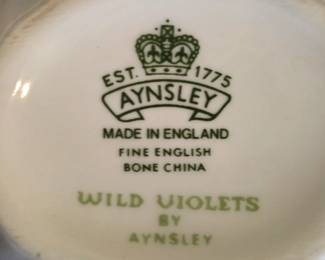 EST. 1775
AYNSLEY
MADE IN ENGLAND
FINE ENGLISH
BONE CHINA
WILD VIOLETS
BY
AYNSLEY